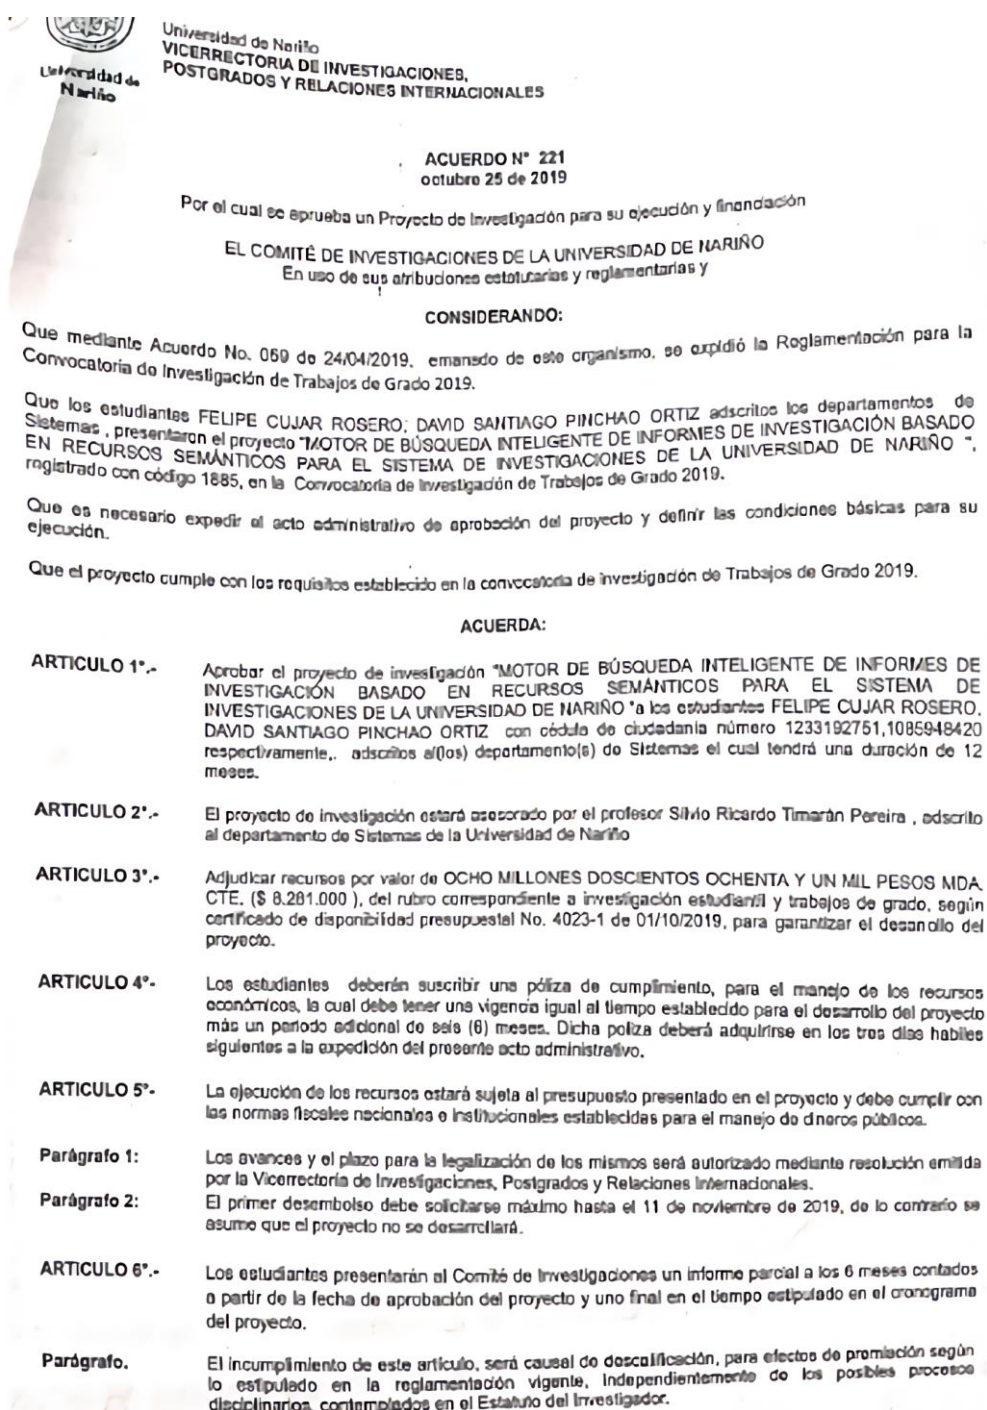 Universidad de Nariño
VICERRECTORIA DE INVESTIGACIONES,
POSTGRADOS Y RELACIONES INTERNACIONALES
Universidad de
Nariño
ACUERDO N° 221
octubre 25 de 2019
Por el cual se aprueba un Proyecto de Investigación para su ejecución y financiación
EL COMITÉ DE INVESTIGACIONES DE LA UNIVERSIDAD DE NARIÑO
En uso de sus atribuciones estatutarias y reglamentarias y
CONSIDERANDO:
Que mediante Acuerdo No. 059 de 24/04/2019, emanado de este organismo, se expidió la Reglamentación para la
Convocatoria de Investigación de Trabajos de Grado 2019.
Que los estudiantes FELIPE CUJAR ROSERO; DAVID SANTIAGO PINCHAO ORTIZ adscritos los departamentos de
Sistemas , presentaron el proyecto "MOTOR DE BÚSQUEDA INTELIGENTE DE INFORMES DE INVESTIGACIÓN BASADO
EN RECURSOS SEMÁNTICOS PARA EL SISTEMA DE INVESTIGACIONES DE LA UNIVERSIDAD DE NARIÑO ",
registrado con código 1885, en la Convocatoria de Investigación de Trabajos de Grado 2019.
Que es necesario expedir el acto administrativo de aprobación del proyecto y definir las condiciones básicas para su
ejecución.
Que el proyecto cumple con los requisitos establecido en la convocatoria de investigación de Trabajos de Grado 2019.
ACUERDA:
ARTICULO 1°.- Aprobar el proyecto de investigación "MOTOR DE BÚSQUEDA INTELIGENTE DE INFORMES DE
INVESTIGACIÓN BASADO EN RECURSOS SEMÁNTICOS PARA EL SISTEMA DE
INVESTIGACIONES DE LA UNIVERSIDAD DE NARIÑO "a los estudiantes FELIPE CUJAR ROSERO,
DAVID SANTIAGO PINCHAO ORTIZ con cédula de ciudadanía número 1233192751,1085948420
respectivamente,. adscritos a(los) departamento(s) de Sistemas el cual tendrá una duración de 12
meses.
ARTICULO 2°.- El proyecto de investigación estará asesorado por el profesor Silvio Ricardo Timarán Pereira , adscrito
al departamento de Sistemas de la Universidad de Nariño
ARTICULO 3°.- Adjudicar recursos por valor de OCHO MILLONES DOSCIENTOS OCHENTA Y UN MIL PESOS MDA.
CTE. ($ 8.281.000 ), del rubro correspondiente a investigación estudiantil y trabajos de grado, según
certificado de disponibilidad presupuestal No. 4023-1 de 01/10/2019, para garantizar el desarrollo del
proyecto.
ARTICULO 4°- Los estudiantes deberán suscribir una póliza de cumplimiento, para el manejo de los recursos
económicos, la cual debe tener una vigencia igual al tiempo establecido para el desarrollo del proyecto
más un periodo adicional de seis (6) meses. Dicha poliza deberá adquirirse en los tres días habiles
siguientes a la expedición del presente acto administrativo.
ARTICULO 5°- La ejecución de los recursos estará sujeta al presupuesto presentado en el proyecto y debe cumplir con
las normas fiscales nacionales e institucionales establecidas para el manejo de dineros públicos.
Parágrafo 1: Los avances y el plazo para la legalización de los mismos será autorizado mediante resolución emitida
por la Vicerrectoría de Investigaciones, Postgrados y Relaciones Internacionales.
Parágrafo 2: El primer desembolso debe solicitarse máximo hasta el 11 de noviembre de 2019, de lo contrario se
asume que el proyecto no se desarrollará.
ARTICULO 6°.- Los estudiantes presentarán al Comité de Investigaciones un informe parcial a los 6 meses contados
a partir de la fecha de aprobación del proyecto y uno final en el tiempo estipulado en el cronograma
del proyecto.
Parágrafo. El incumplimiento de este artículo, será causal de descalificación, para efectos de premiación según
lo estipulado en la reglamentación vigente, independientemente de los posibles procesos
disciplinarios, contemplados en el Estatuto del Investigador.